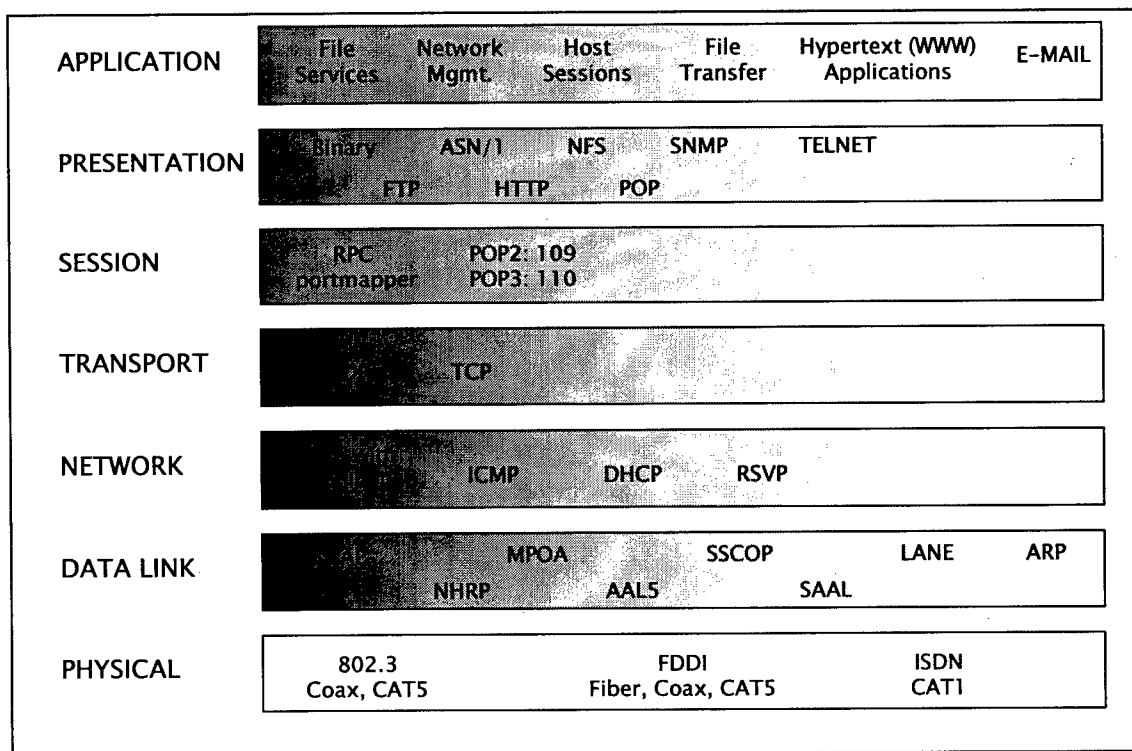 APPLICATION
File Services
Network Mgmt.
Host Sessions
File Transfer
Hypertext (WWW) Applications
E-MAIL
PRESENTATION
Binary ASN/1 NFS SNMP TELNET
FTP HTTP POP
SESSION
RPC portmapper
POP2: 109
POP3: 110
TRANSPORT
TCP
NETWORK
ICMP DHCP RSVP
DATA LINK
MPOA SSCOP LANE ARP
NHRP AAL5 SAAL
PHYSICAL
802.3
Coax, CAT5
FDDI
Fiber, Coax, CAT5
ISDN
CAT1